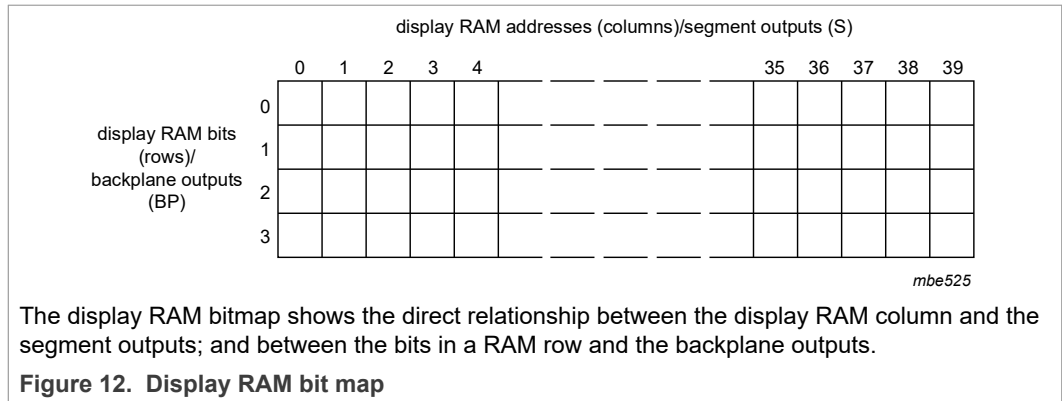 display RAM addresses (columns)/segment outputs (S)
0 1 2 3 4 35 36 37 38 39
0
display RAM bits
(rows)/
backplane outputs
(BP)
1
2
3
mbe525
The display RAM bitmap shows the direct relationship between the display RAM column and the
segment outputs; and between the bits in a RAM row and the backplane outputs.
Figure 12. Display RAM bit map